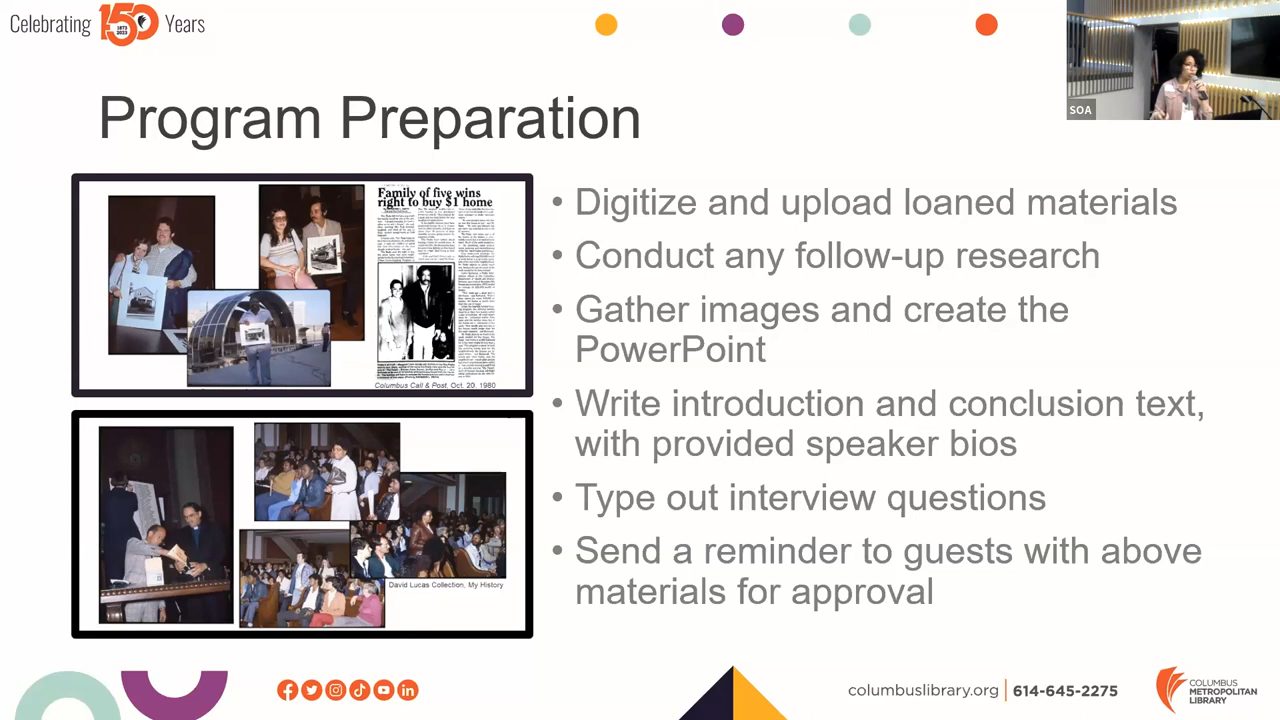 Celebrating 150 Years
1873
2023
SOA
Program Preparation
Family of five wins
right to buy $1 home
Columbus Call & Post, Oct. 20, 1980
David Lucas Collection, My History
• Digitize and upload loaned materials
• Conduct any follow-up research
• Gather images and create the
PowerPoint
• Write introduction and conclusion text,
with provided speaker bios
• Type out interview questions
• Send a reminder to guests with above
materials for approval
columbuslibrary.org | 614-645-2275
COLUMBUS
METROPOLITAN
LIBRARY